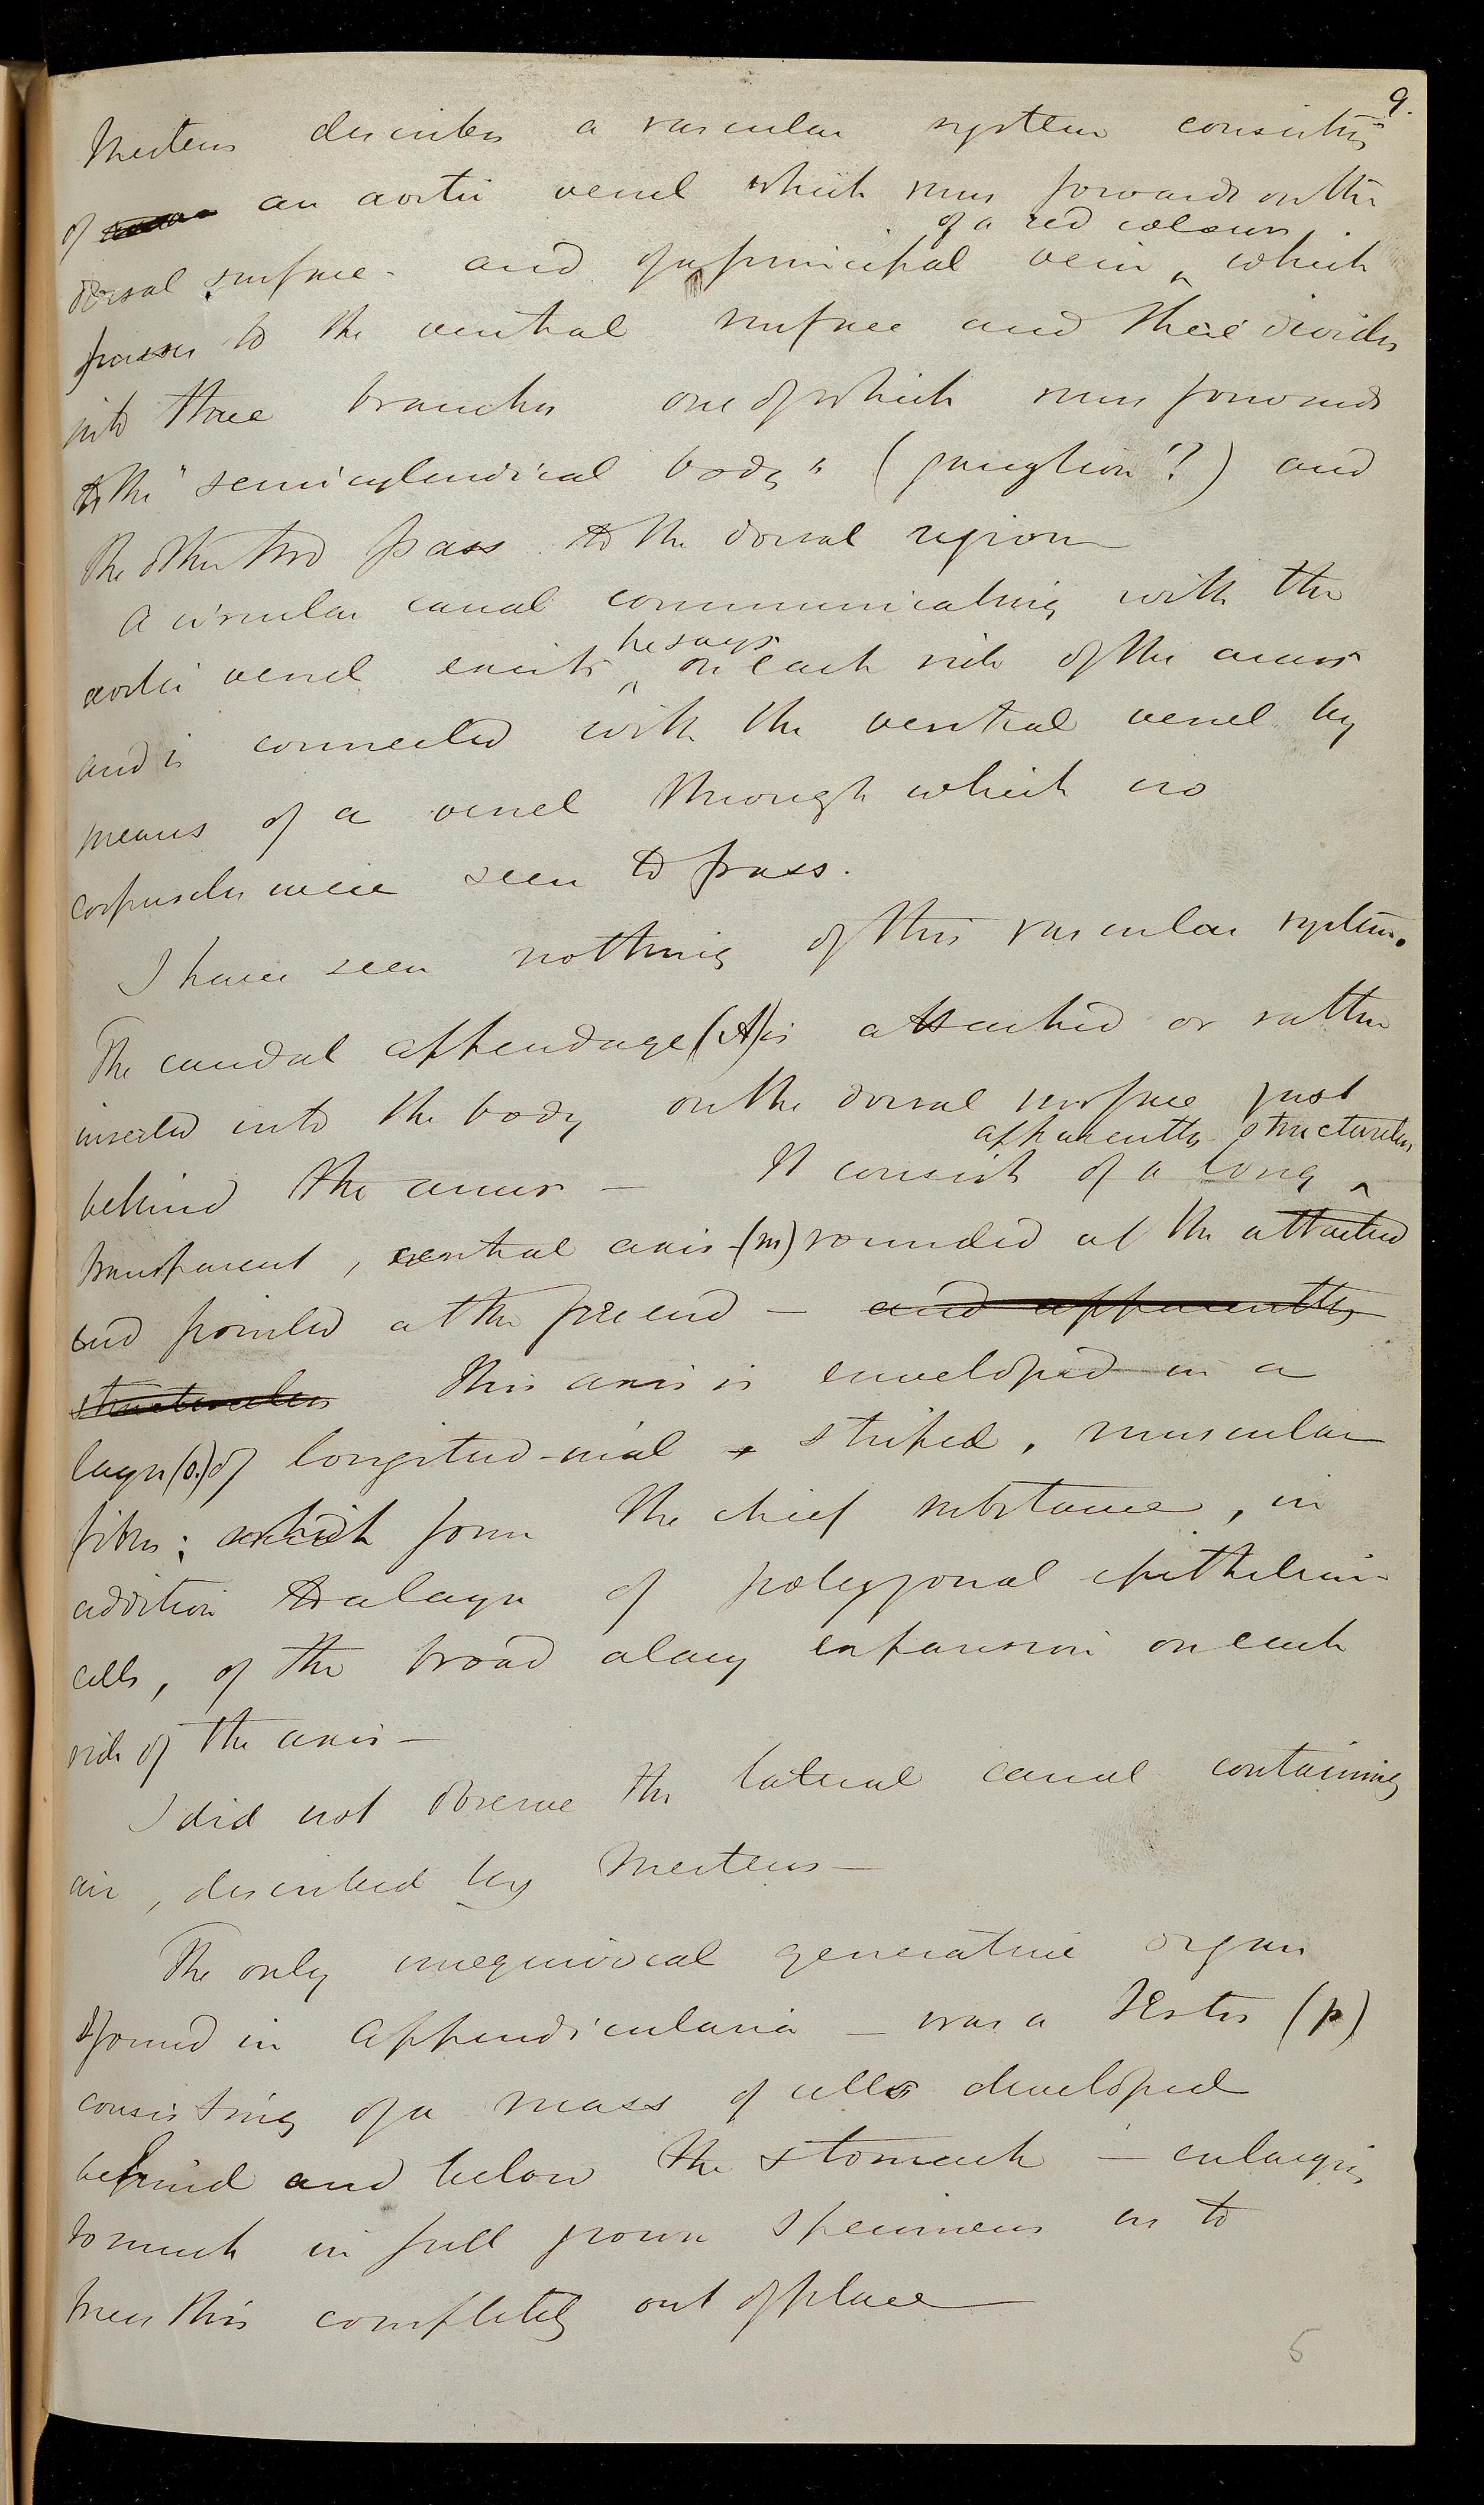 9.
Mertens describes a vascular system consisting
of an aortic vessel which runs forwards on the
of a red colour
dorsal surface - and of a principal vein ‸ which
passes to the ventral surface and there divides
into three branches one of which runs forwards
to the "semicylindrical body" (ganglion?) and
the other two pass to the dorsal region
A circular canal communicating with the
he says
aortic vessel exists ‸ on each side of the anus
and is connected with the ventral vessel by
means of a vessel through which no
corpuscles were seen to pass.
I have seen nothing of this vascular system.
The caudal appendage (A) is attached or rather
inserted into the body on the dorsal surface just
apparently structureless
behind the anus — It consists of a long ‸
transparent, central axis (m) rounded at the attached
end pointed at the free end — and apparently
structureless This axis is enveloped in a
layer (o.) of longitud-inal striped, muscular
fibres; which form the chief substance, in
addition to a layer of polygonal epithelium
cells, of the broad alary expansion on each
side of the axis —
I did not observe the lateral canal containing
air, described by Mertens —
The only unequivocal generative organ
I found in Appendicularia — was a Testis (p)
consisting of a mass of cells developed
behind and below the stomach — enlarging
so much in full grown specimens as to
press this completely out of place —
5